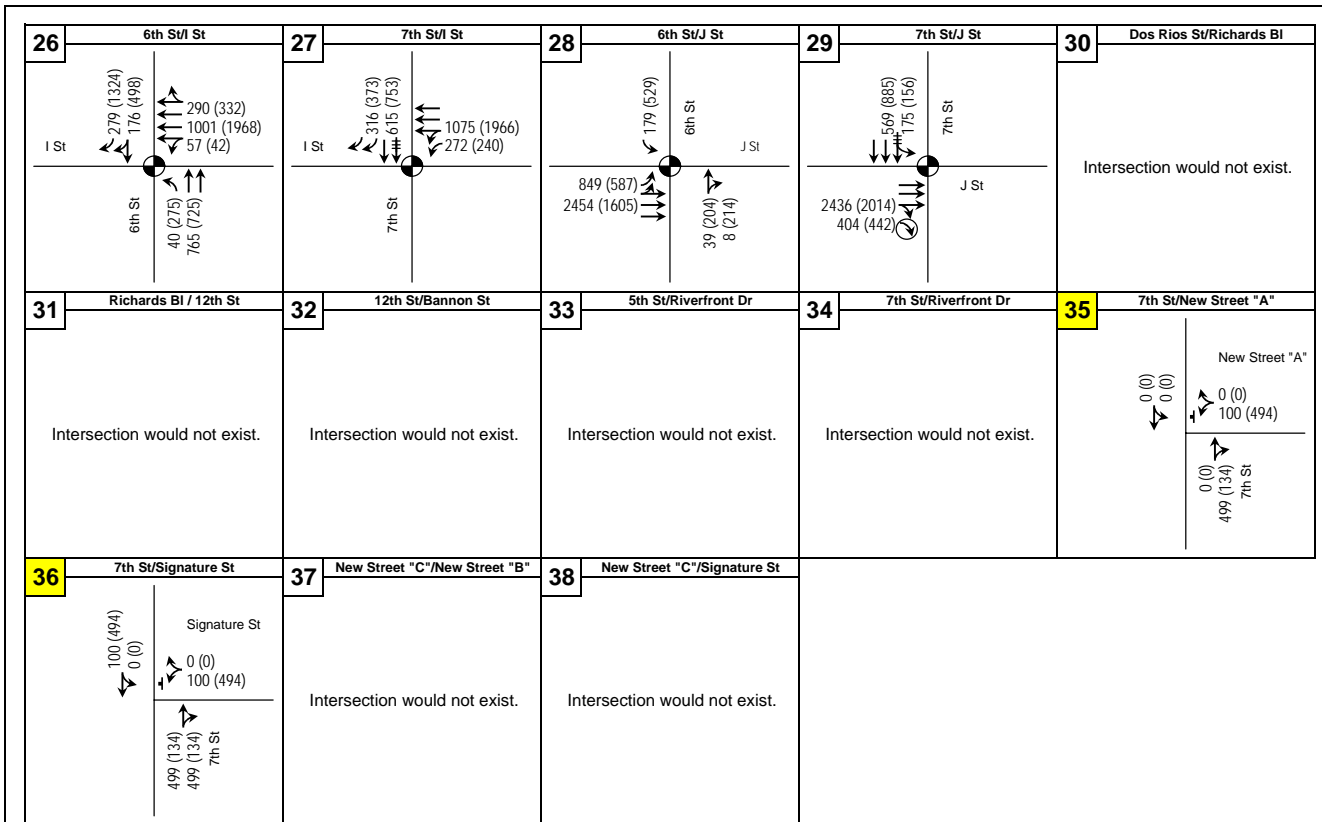 26
6th St/I St
279 (1324)
176 (498)
290 (332)
1001 (1968)
57 (42)
I St
6th St
40 (275)
765 (725)
27
7th St/I St
316 (373)
615 (753)
1075 (1966)
272 (240)
I St
7th St
28
6th St/J St
179 (529)
6th St
J St
849 (587)
2454 (1605)
39 (204)
8 (214)
29
7th St/J St
569 (885)
175 (156)
7th St
J St
2436 (2014)
404 (442)
30
Dos Rios St/Richards Bl
Intersection would not exist.
31
Richards Bl / 12th St
Intersection would not exist.
32
12th St/Bannon St
Intersection would not exist.
33
5th St/Riverfront Dr
Intersection would not exist.
34
7th St/Riverfront Dr
Intersection would not exist.
35
7th St/New Street "A"
New Street "A"
0 (0)
0 (0)
0 (0)
100 (494)
0 (0)
499 (134)
7th St
36
7th St/Signature St
Signature St
100 (494)
0 (0)
0 (0)
100 (494)
499 (134)
499 (134)
7th St
37
New Street "C"/New Street "B"
Intersection would not exist.
38
New Street "C"/Signature St
Intersection would not exist.